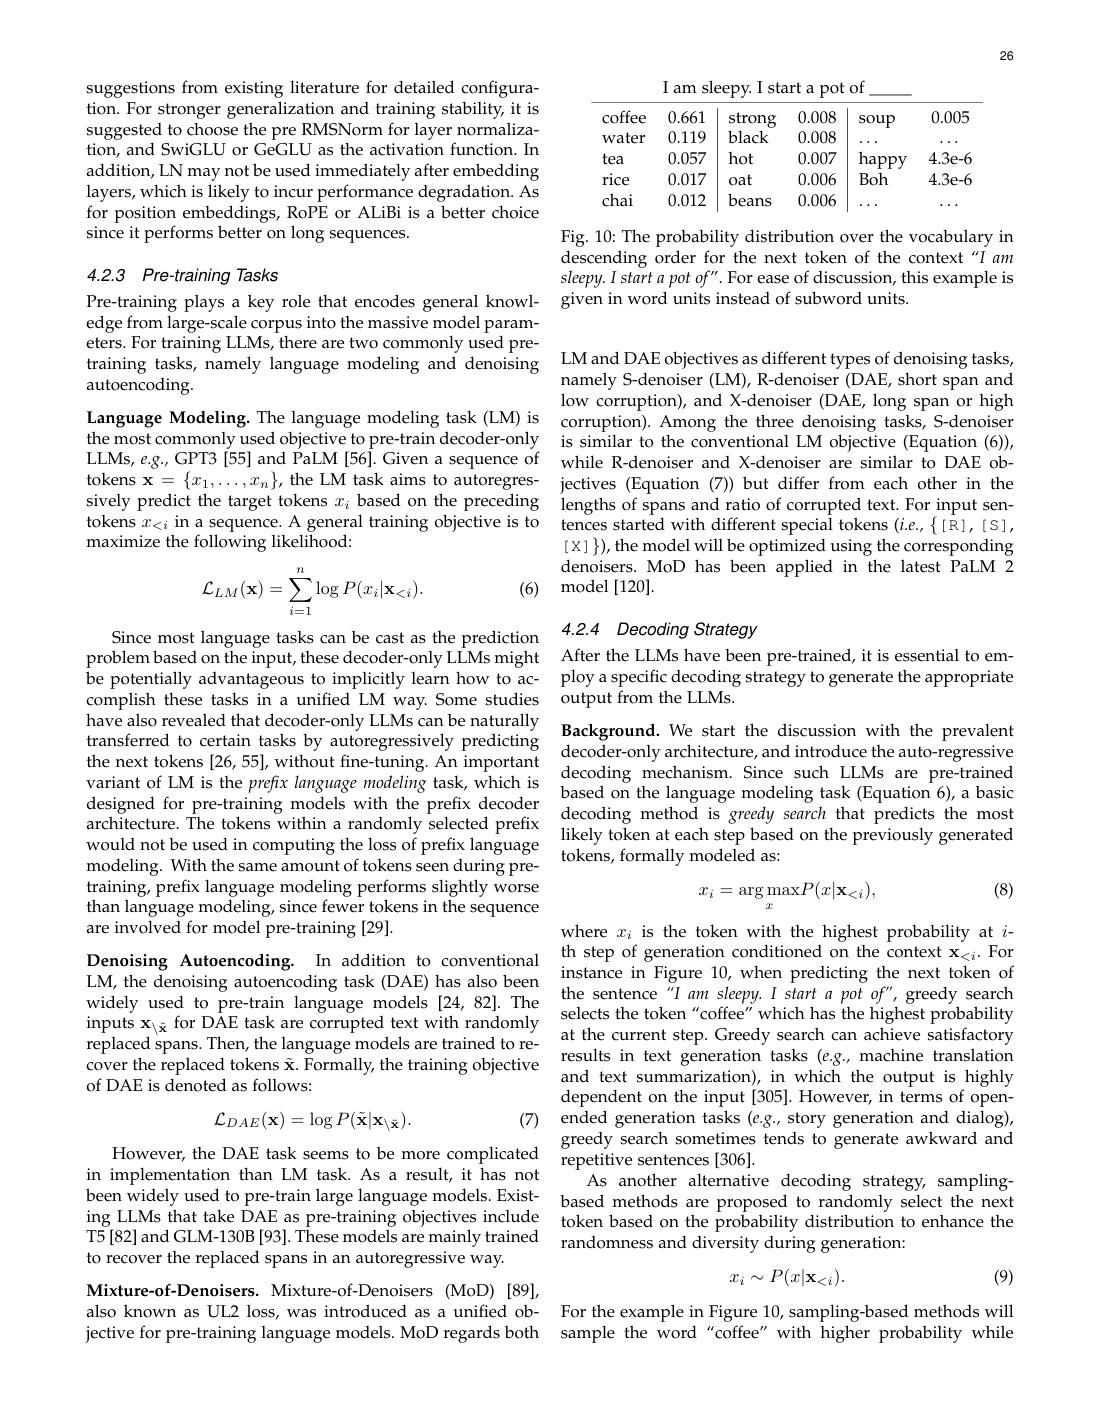 26
suggestions from existing literature for detailed configura-
tion. For stronger generalization and training stability, it is
suggested to choose the pre RMSNorm for layer normaliza-
tion, and SwiGLU or GeGLU as the activation function. In
addition, LN may not be used immediately after embedding
layers, which is likely to incur performance degradation. As
for position embeddings, RoPE or ALiBi is a better choice
since it performs better on long sequences.
4.2.3 Pre-training Tasks
Pre-training plays a key role that encodes general knowl-
edge from large-scale corpus into the massive model param-
eters. For training LLMs, there are two commonly used pre-
training tasks, namely language modeling and denoising
autoencoding.
Language Modeling. The language modeling task (LM) is
the most commonly used objective to pre-train decoder-only
LLMs, e.g., GPT3 [55] and PaLM [56]. Given a sequence of
tokens x = {x₁, . . . , xₙ}, the LM task aims to autoregres-
sively predict the target tokens xᵢ based on the preceding
tokens x<ᵢ in a sequence. A general training objective is to
maximize the following likelihood:
L_LM(x) = ∑_{i=1}^{n} log P(xᵢ|x<ᵢ). (6)
Since most language tasks can be cast as the prediction
problem based on the input, these decoder-only LLMs might
be potentially advantageous to implicitly learn how to ac-
complish these tasks in a unified LM way. Some studies
have also revealed that decoder-only LLMs can be naturally
transferred to certain tasks by autoregressively predicting
the next tokens [26, 55], without fine-tuning. An important
variant of LM is the prefix language modeling task, which is
designed for pre-training models with the prefix decoder
architecture. The tokens within a randomly selected prefix
would not be used in computing the loss of prefix language
modeling. With the same amount of tokens seen during pre-
training, prefix language modeling performs slightly worse
than language modeling, since fewer tokens in the sequence
are involved for model pre-training [29].
Denoising Autoencoding. In addition to conventional
LM, the denoising autoencoding task (DAE) has also been
widely used to pre-train language models [24, 82]. The
inputs x_{\x̃} for DAE task are corrupted text with randomly
replaced spans. Then, the language models are trained to re-
cover the replaced tokens x̃. Formally, the training objective
of DAE is denoted as follows:
L_DAE(x) = log P(x̃|x_{\x̃}). (7)
However, the DAE task seems to be more complicated
in implementation than LM task. As a result, it has not
been widely used to pre-train large language models. Exist-
ing LLMs that take DAE as pre-training objectives include
T5 [82] and GLM-130B [93]. These models are mainly trained
to recover the replaced spans in an autoregressive way.
Mixture-of-Denoisers. Mixture-of-Denoisers (MoD) [89],
also known as UL2 loss, was introduced as a unified ob-
jective for pre-training language models. MoD regards both
I am sleepy. I start a pot of _____
coffee 0.661 strong 0.008 soup 0.005
water 0.119 black 0.008 . . . . . .
tea 0.057 hot 0.007 happy 4.3e-6
rice 0.017 oat 0.006 Boh 4.3e-6
chai 0.012 beans 0.006 . . . . . .
Fig. 10: The probability distribution over the vocabulary in
descending order for the next token of the context “I am
sleepy. I start a pot of”. For ease of discussion, this example is
given in word units instead of subword units.
LM and DAE objectives as different types of denoising tasks,
namely S-denoiser (LM), R-denoiser (DAE, short span and
low corruption), and X-denoiser (DAE, long span or high
corruption). Among the three denoising tasks, S-denoiser
is similar to the conventional LM objective (Equation (6)),
while R-denoiser and X-denoiser are similar to DAE ob-
jectives (Equation (7)) but differ from each other in the
lengths of spans and ratio of corrupted text. For input sen-
tences started with different special tokens (i.e., {[R], [S],
[X]}), the model will be optimized using the corresponding
denoisers. MoD has been applied in the latest PaLM 2
model [120].
4.2.4 Decoding Strategy
After the LLMs have been pre-trained, it is essential to em-
ploy a specific decoding strategy to generate the appropriate
output from the LLMs.
Background. We start the discussion with the prevalent
decoder-only architecture, and introduce the auto-regressive
decoding mechanism. Since such LLMs are pre-trained
based on the language modeling task (Equation 6), a basic
decoding method is greedy search that predicts the most
likely token at each step based on the previously generated
tokens, formally modeled as:
xᵢ = arg max_x P(x|x<ᵢ), (8)
where xᵢ is the token with the highest probability at i-
th step of generation conditioned on the context x<ᵢ. For
instance in Figure 10, when predicting the next token of
the sentence “I am sleepy. I start a pot of”, greedy search
selects the token “coffee” which has the highest probability
at the current step. Greedy search can achieve satisfactory
results in text generation tasks (e.g., machine translation
and text summarization), in which the output is highly
dependent on the input [305]. However, in terms of open-
ended generation tasks (e.g., story generation and dialog),
greedy search sometimes tends to generate awkward and
repetitive sentences [306].
As another alternative decoding strategy, sampling-
based methods are proposed to randomly select the next
token based on the probability distribution to enhance the
randomness and diversity during generation:
xᵢ ∼ P(x|x<ᵢ). (9)
For the example in Figure 10, sampling-based methods will
sample the word “coffee” with higher probability while